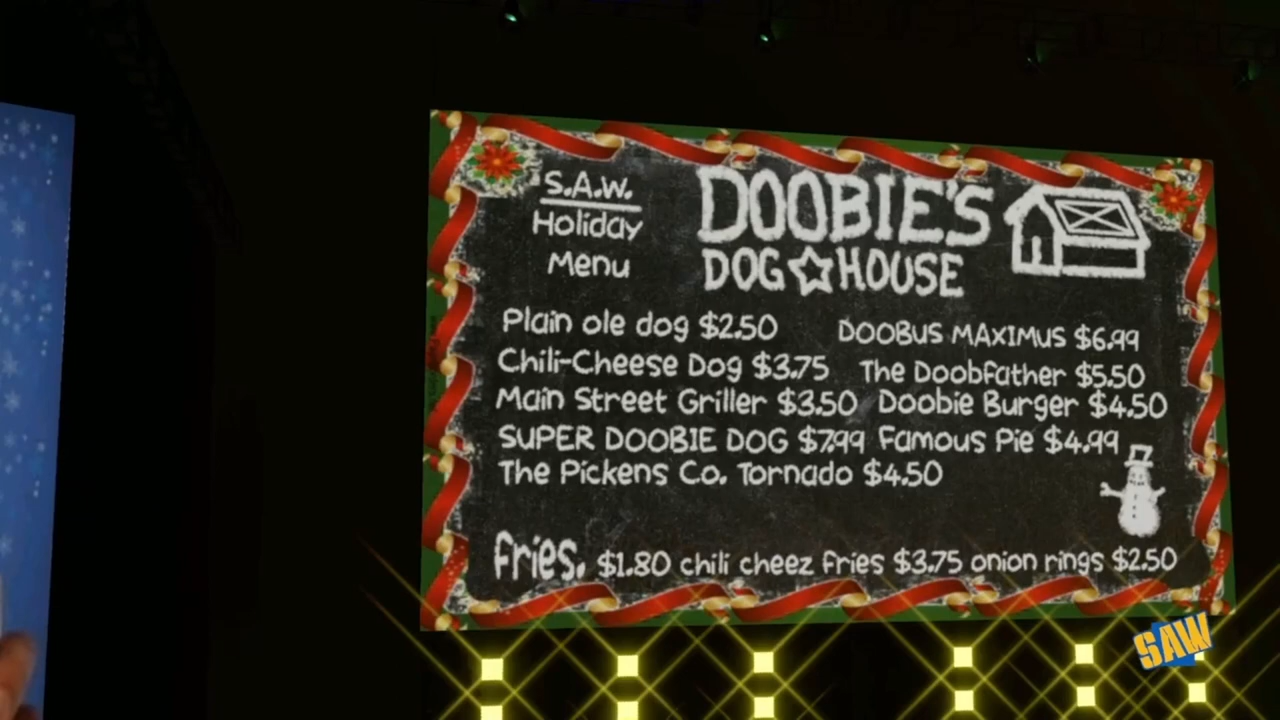 S.A.W.
Holiday
Menu
DOOBIE'S
DOG☆HOUSE
Plain ole dog $2.50 DOOBUS MAXIMUS $6.99
Chili-Cheese Dog $3.75 The Doobfather $5.50
Main Street Griller $3.50 Doobie Burger $4.50
SUPER DOOBIE DOG $7.99 Famous Pie $4.99
The Pickens Co. Tornado $4.50
fries. $1.80 chili cheez fries $3.75 onion rings $2.50
SAW